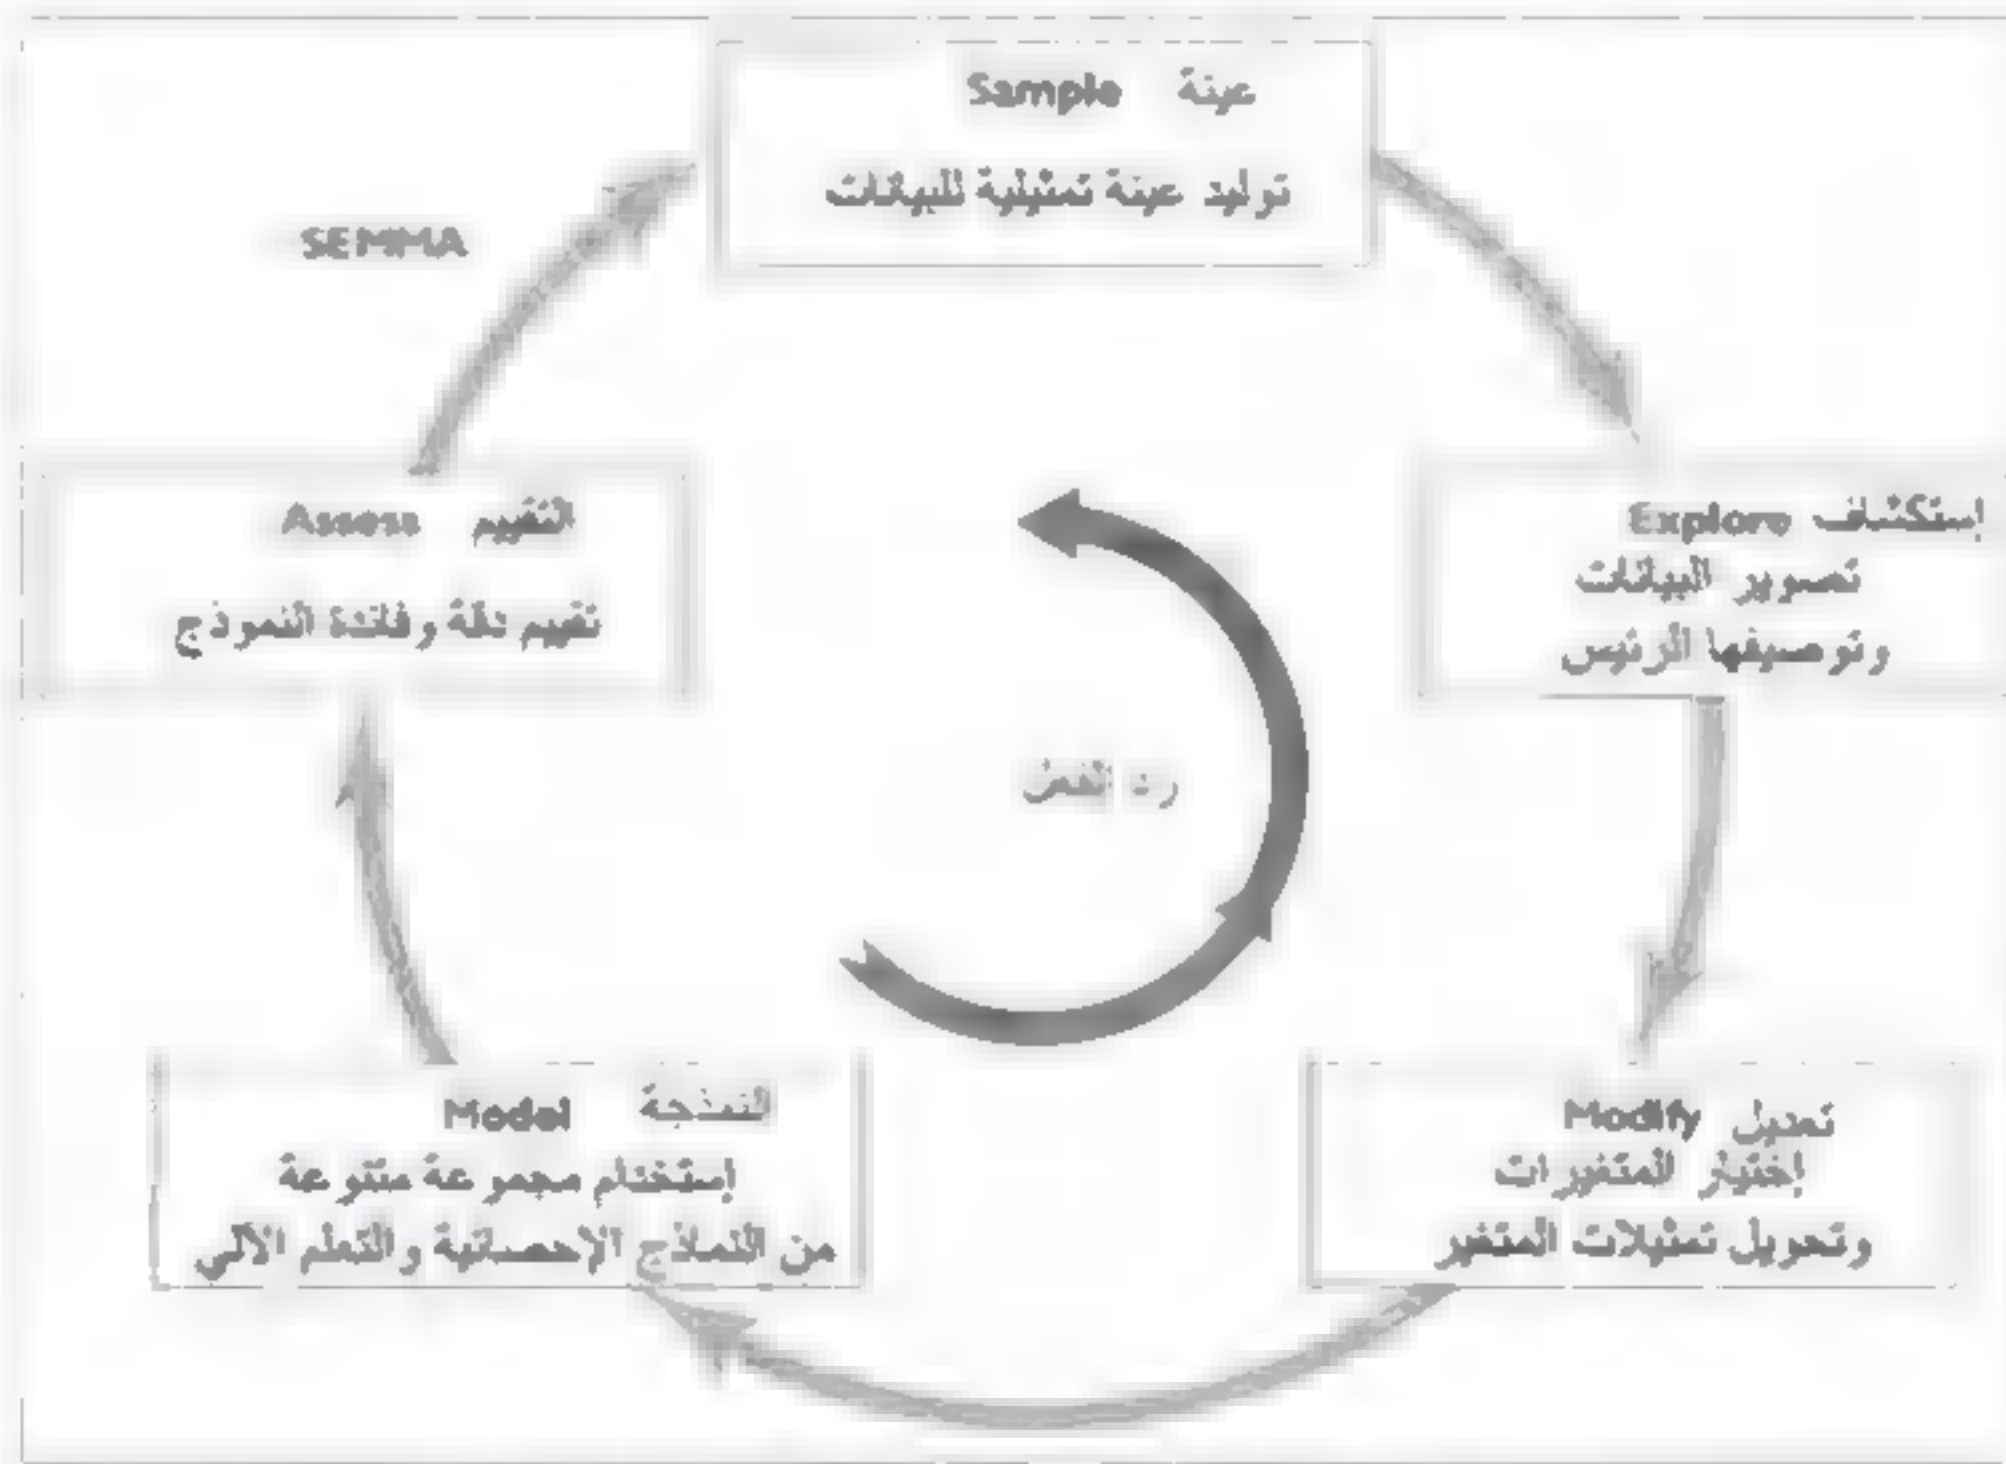 عينة Sample
توليد عينة تمثيلية للبيانات
SEMMA
إستكشاف Explore
تصوير البيانات
وتوصيفها الرئيس
التقييم Assess
تقييم دقة وفائدة النموذج
رد الفعل
تعديل Modify
إختيار المتغيرات
وتحويل تمثيلات المتغير
النمذجة Model
إستخدام مجموعة متنوعة
من النماذج الإحصائية والتعلم الآلي